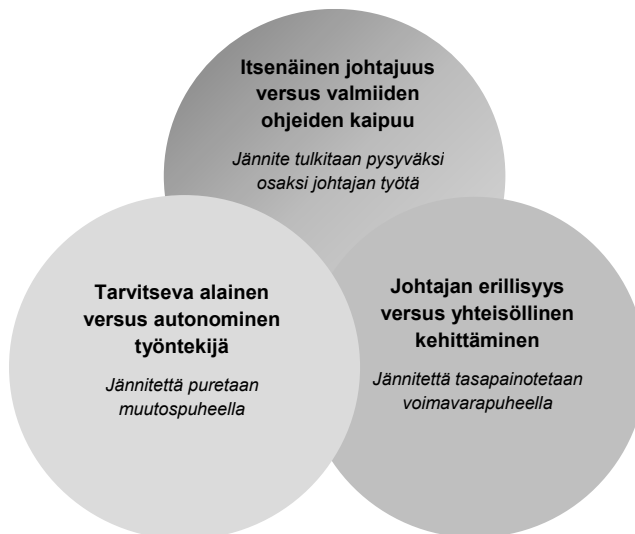 Itsenäinen johtajuus
versus valmiiden
ohjeiden kaipuu
Jännite tulkitaan pysyväksi
osaksi johtajan työtä
Tarvitseva alainen
versus autonominen
työntekijä
Jännitettä puretaan
muutospuheella
Johtajan erillisyys
versus yhteisöllinen
kehittäminen
Jännitettä tasapainotetaan
voimavarapuheella